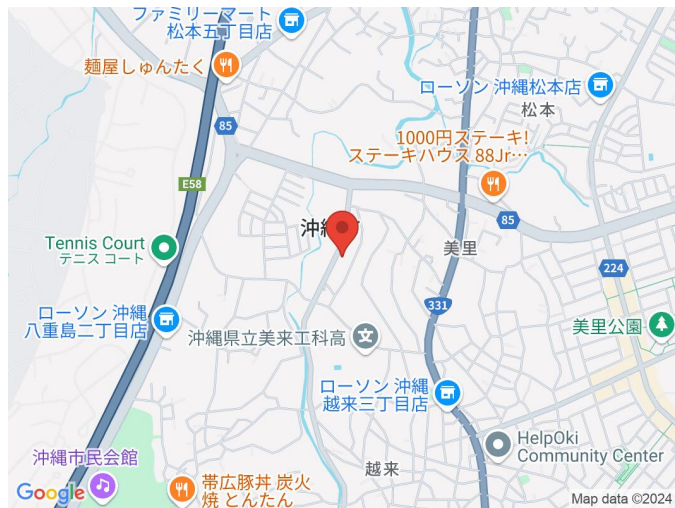 ファミリーマート
松本五丁目店
麺屋しゅんたく
ローソン 沖縄松本店
松本
85
1000円ステーキ!
ステーキハウス 88Jr…
E58
85
沖縄
Tennis Court
テニス コート
美里
224
ローソン 沖縄
八重島二丁目店
331
美里公園
沖縄県立美来工科高
ローソン 沖縄
越来三丁目店
HelpOki
Community Center
沖縄市民会館
越来
帯広豚丼 炭火
焼 とんたん
Google
Map data ©2024